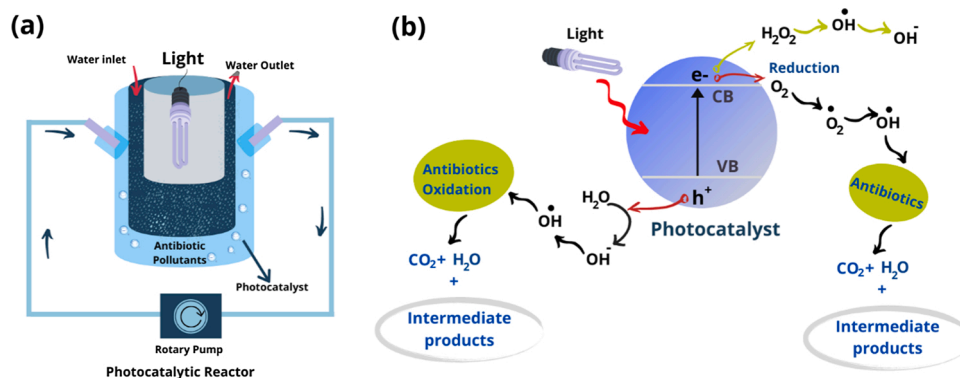 (a)
Light
Water inlet
Water Outlet
Antibiotic
Pollutants
Photocatalyst
Rotary Pump
Photocatalytic Reactor
(b)
Light
H₂O₂
•OH
OH⁻
Reduction
e-
CB
O₂
•O₂
•OH
VB
h⁺
Photocatalyst
Antibiotics
Oxidation
H₂O
•OH
OH⁻
CO₂ + H₂O
+
Intermediate
products
Antibiotics
CO₂ + H₂O
+
Intermediate
products